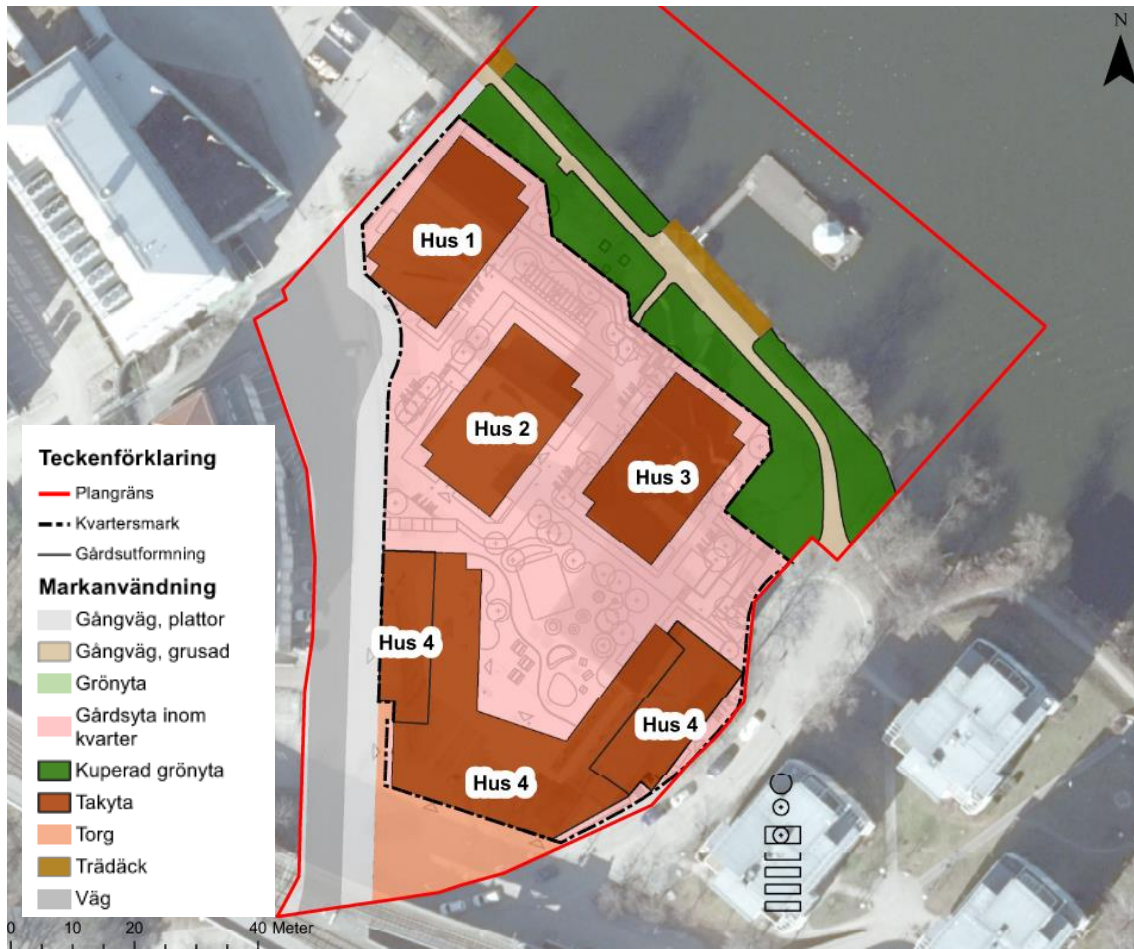 N
Hus 1
Hus 2
Hus 3
Hus 4
Hus 4
Hus 4
Teckenförklaring
Plangräns
Kvartersmark
Gårdsutformning
Markanvändning
Gångväg, plattor
Gångväg, grusad
Grönyta
Gårdsyta inom
kvarter
Kuperad grönyta
Takyta
Torg
Trädäck
Väg
0 10 20 40 Meter